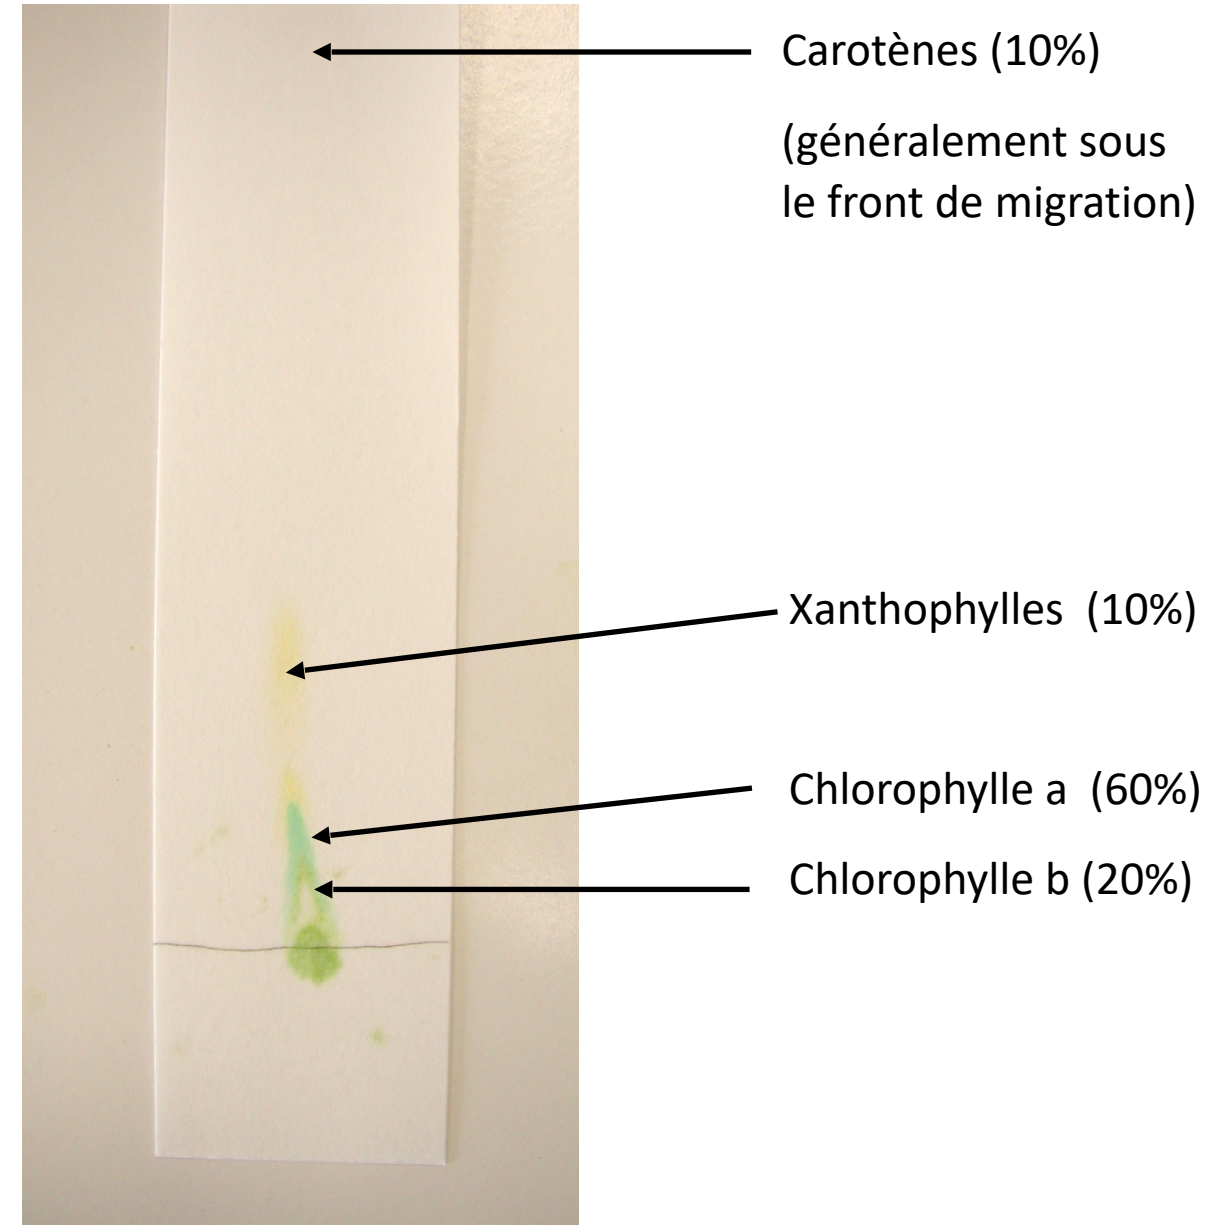 Carotènes (10%)
(généralement sous
le front de migration)
Xanthophylles (10%)
Chlorophylle a (60%)
Chlorophylle b (20%)